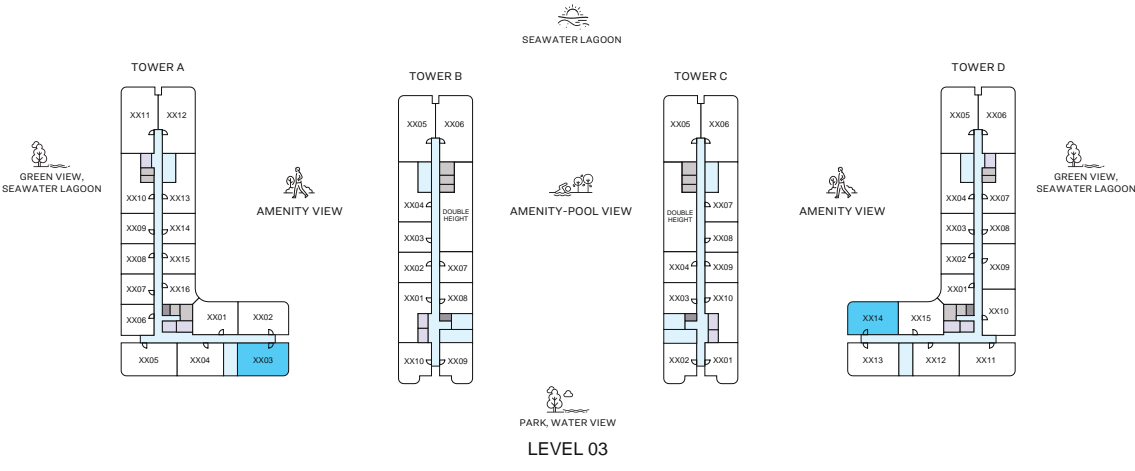 SEAWATER LAGOON
TOWER A
TOWER B
TOWER C
TOWER D
GREEN VIEW,
SEAWATER LAGOON
AMENITY VIEW
AMENITY-POOL VIEW
AMENITY VIEW
GREEN VIEW,
SEAWATER LAGOON
XX11
XX12
XX10
XX13
XX09
XX14
XX08
XX15
XX07
XX16
XX06
XX01
XX02
XX05
XX04
XX03
XX05
XX06
XX04
DOUBLE
HEIGHT
XX03
XX02
XX07
XX01
XX08
XX10
XX09
XX05
XX06
XX07
DOUBLE
HEIGHT
XX08
XX04
XX09
XX03
XX10
XX02
XX01
XX05
XX06
XX04
XX07
XX03
XX08
XX02
XX09
XX01
XX10
XX14
XX15
XX13
XX12
XX11
PARK, WATER VIEW
LEVEL 03